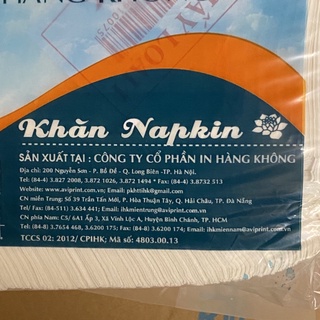 Khăn Napkin
SẢN XUẤT TẠI : CÔNG TY CỔ PHẦN IN HÀNG KHÔNG
Địa chỉ: 200 Nguyễn Sơn - P. Bồ Đề - Q. Long Biên -TP. Hà Nội.
Tel: (84-4) 3.827 2008, 3.872 1026, 3.872 1494 * Fax: (84-4) 3.8732 513
Website: www.aviprint.com.vn, Email: pkhttihk@gmail.com
CN miền Trung: Số 39 Trần Tấn Mới, P. Hòa Thuận Tây, Q. Hải Châu, TP. Đà Nẵng
Tel/ Fax: (84-511) 3.634 441; Email: ihkmientrung@aviprint.com.vn
CN phía Nam: C5/ 6A1 Ấp 3, Xã Vĩnh Lộc A, Huyện Bình Chánh, TP. HCM
Tel: (84-8) 3.7654 468, 3.6200 175; Fax: (84-8) 3.6200 174; Email: ihkmiennam@aviprint.com.vn
TCCS 02: 2012/ CPIHK; Mã số: 4803.00.13